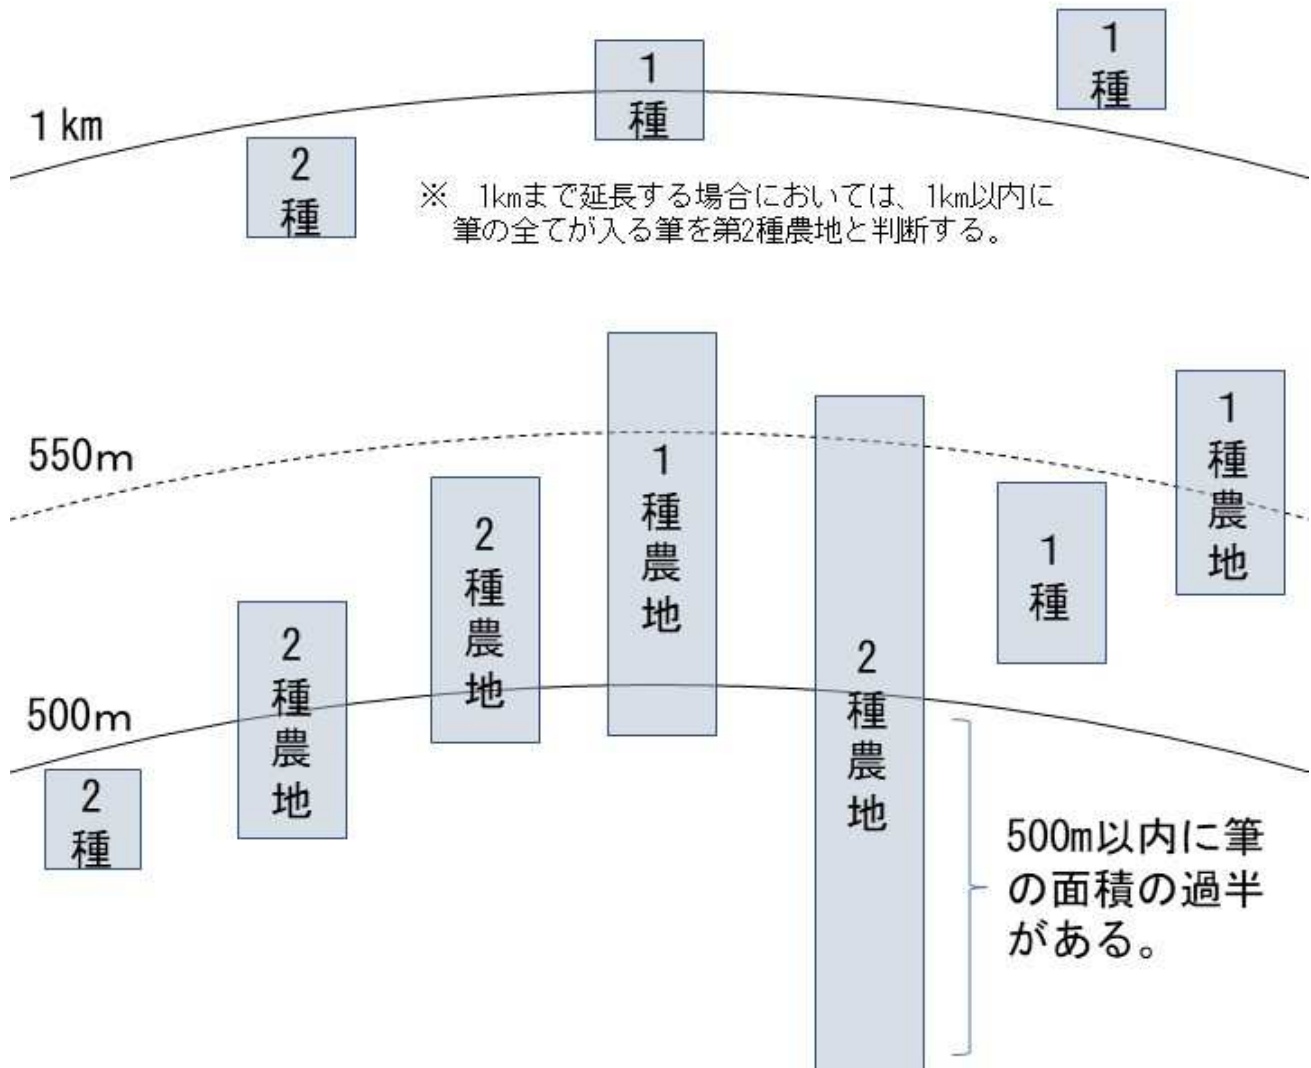 1km
2種
1種
1種
※　1kmまで延長する場合においては、1km以内に
筆の全てが入る筆を第2種農地と判断する。
550m
500m
2種
2種農地
2種農地
1種農地
2種農地
1種
1種農地
500m以内に筆
の面積の過半
がある。